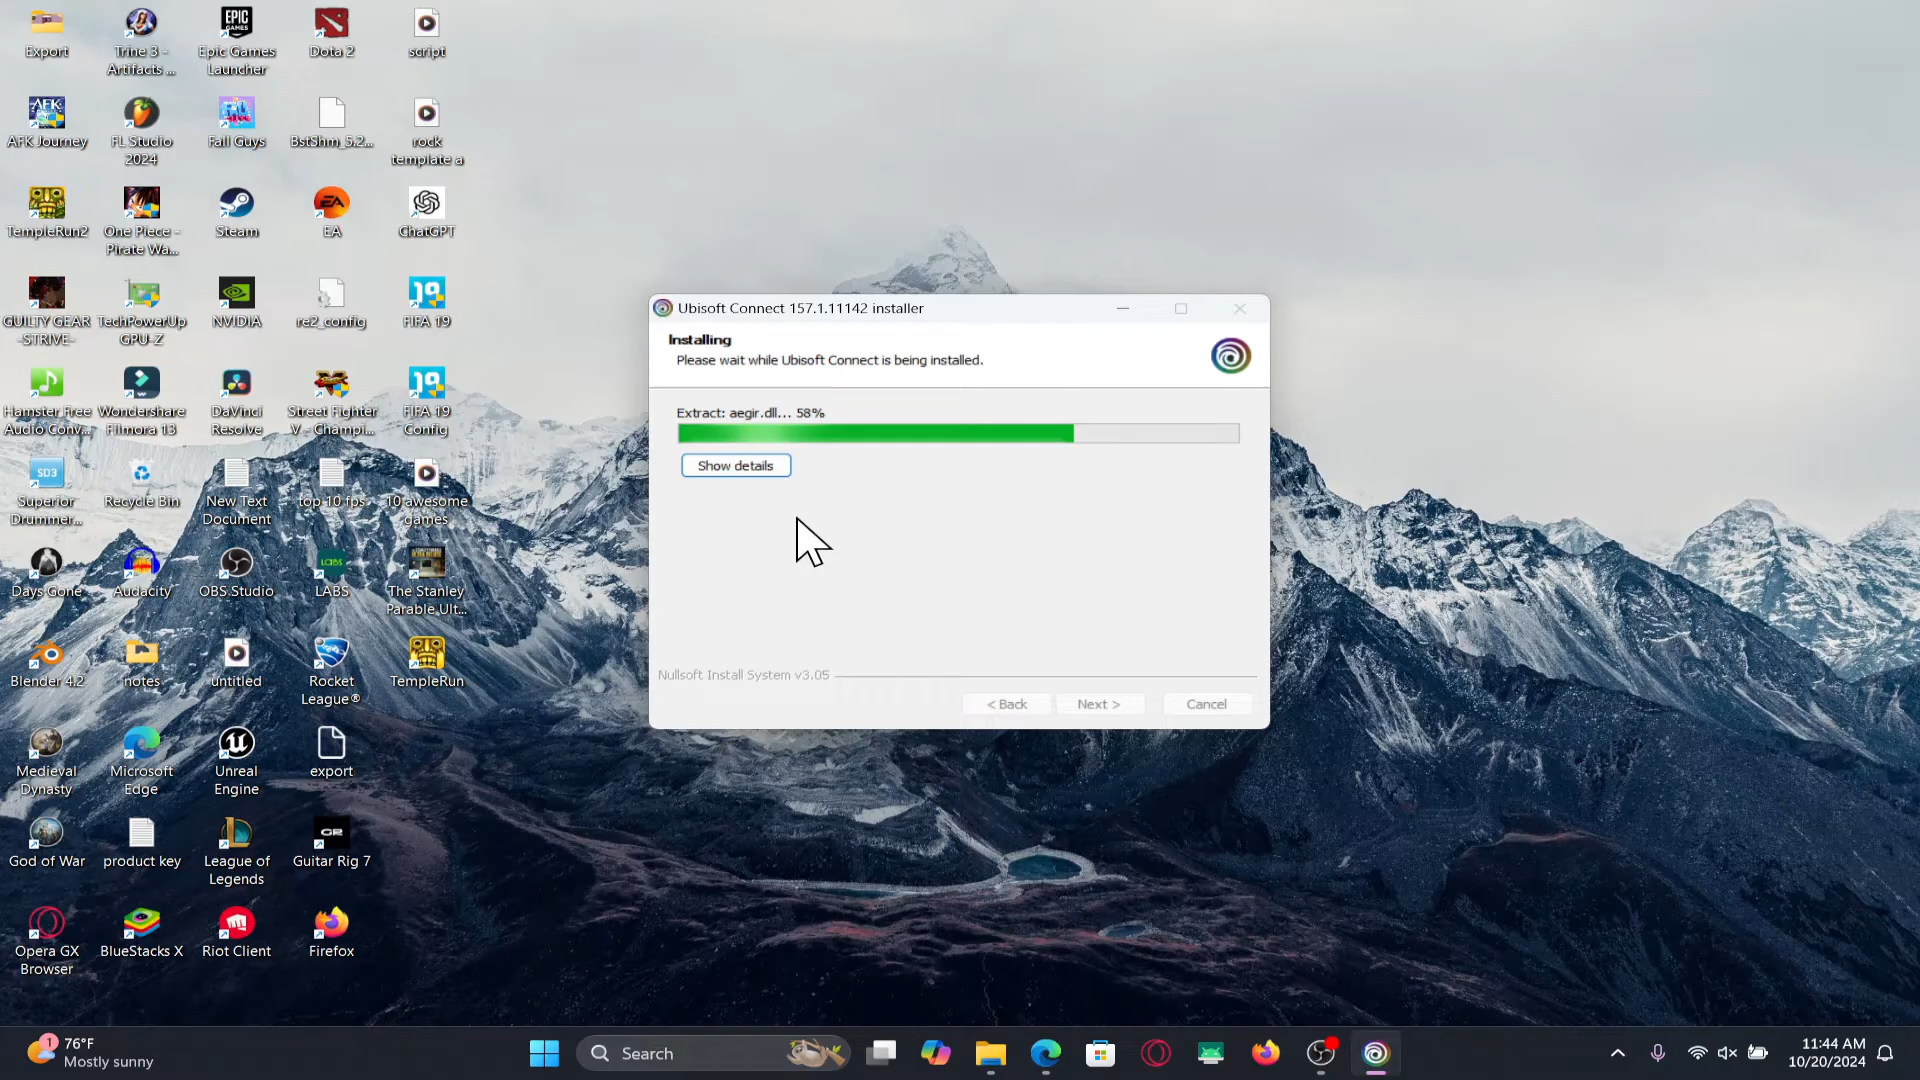 Export
Trine 3 -
Artifacts ...
Epic Games
Launcher
Dota 2
script
AFK Journey
FL Studio
2024
Fall Guys
BstShm_5.2...
rock
template a
TempleRun2
One Piece -
Pirate Wa...
Steam
EA
ChatGPT
GUILTY GEAR
-STRIVE-
TechPowerUp
GPU-Z
NVIDIA
re2_config
FIFA 19
Hamster Free
Audio Conv...
Wondershare
Filmora 13
DaVinci
Resolve
Street Fighter
V - Champi...
FIFA 19
Config
SD3
Superior
Drummer...
Recycle Bin
New Text
Document
top 10 fps
10 awesome
games
Days Gone
Audacity
OBS Studio
LABS
LABS
The Stanley
Parable Ult...
Blender 4.2
notes
untitled
Rocket
League®
TempleRun
Medieval
Dynasty
Microsoft
Edge
Unreal
Engine
export
God of War
product key
League of
Legends
GR
Guitar Rig 7
Opera GX
Browser
BlueStacks X
Riot Client
Firefox
Ubisoft Connect 157.1.11142 installer
Installing
Please wait while Ubisoft Connect is being installed.
Extract: aegir.dll... 58%
Show details
Nullsoft Install System v3.05
< Back
Next >
Cancel
1
76°F
Mostly sunny
Search
11:44 AM
10/20/2024